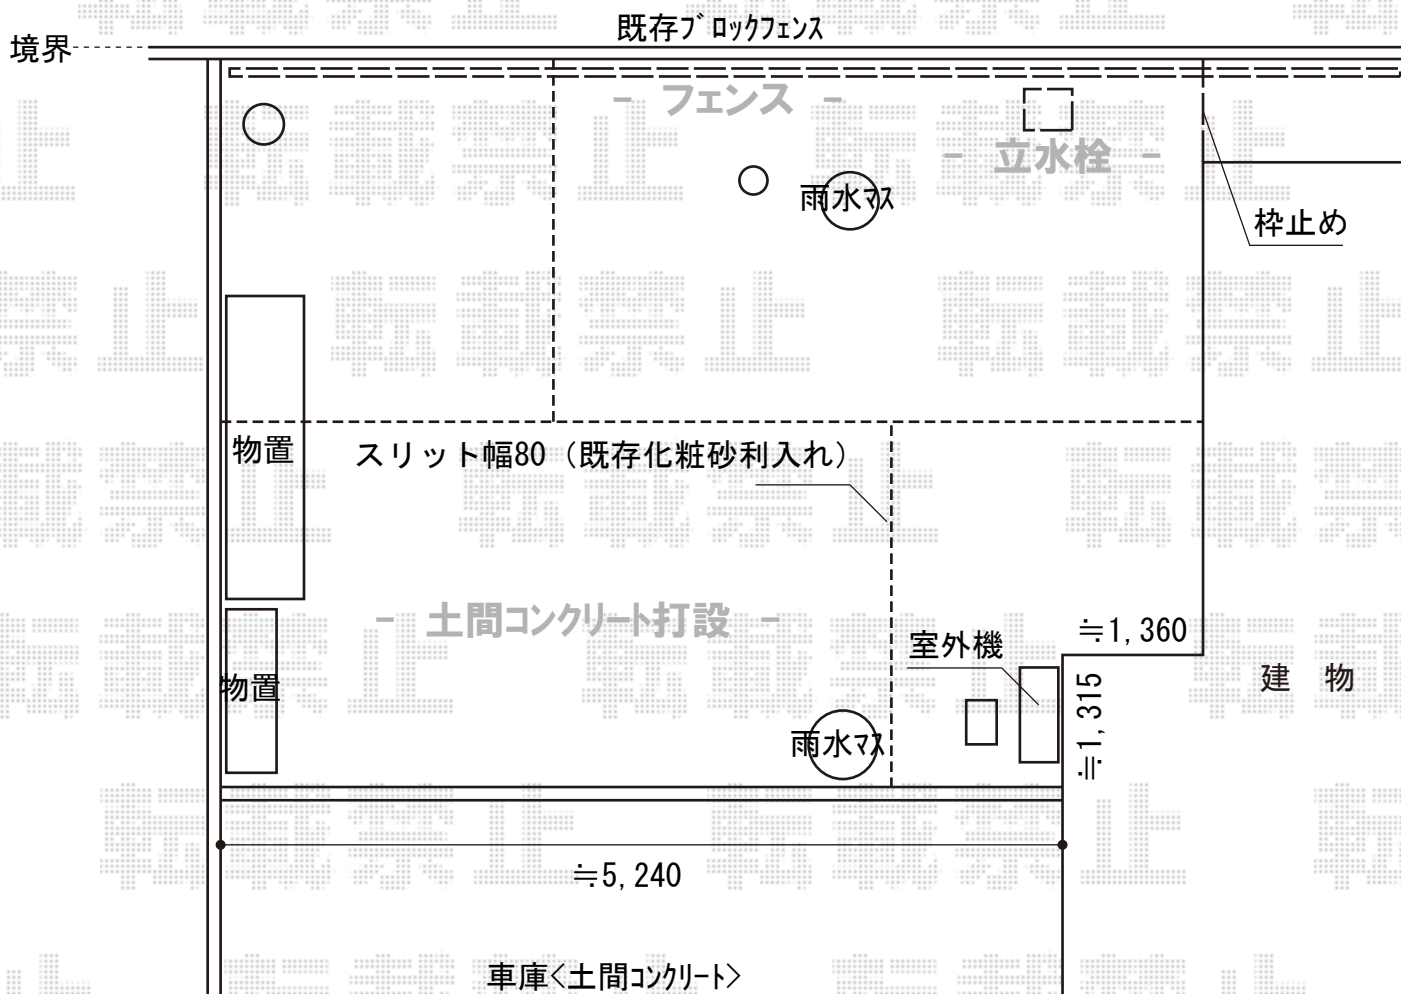 既存ブロックフェンス
境界
- フェンス -
- 立水栓 -
雨水マス
枠止め
物置
スリット幅80（既存化粧砂利入れ）
- 土間コンクリート打設 -
≒1,360
室外機
建　物
物置
≒1,315
雨水マス
≒5,240
車庫<土間コンクリート>
転載禁止